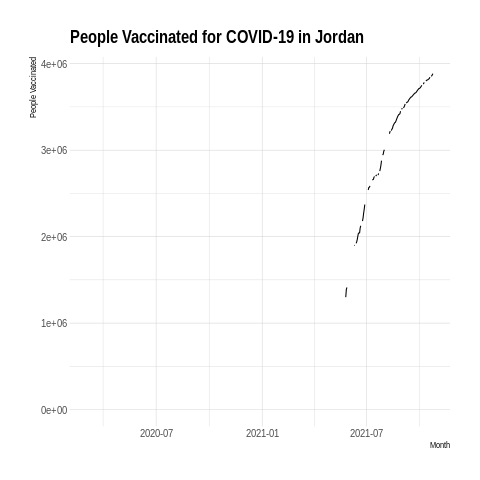 People Vaccinated for COVID-19 in Jordan
People Vaccinated
4e+06
3e+06
2e+06
1e+06
0e+00
2020-07
2021-01
2021-07
Month